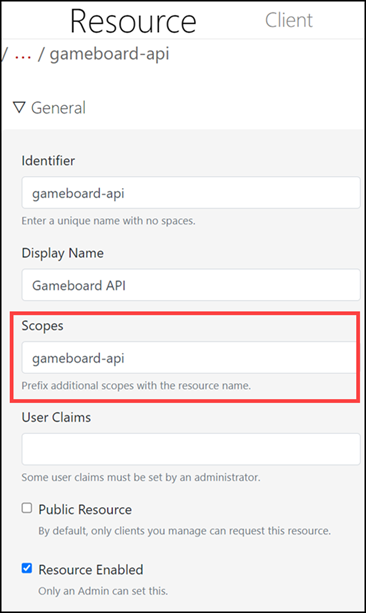 Resource Client
/ ... / gameboard-api
▽ General
Identifier
gameboard-api
Enter a unique name with no spaces.
Display Name
Gameboard API
Scopes
gameboard-api
Prefix additional scopes with the resource name.
User Claims
Some user claims must be set by an administrator.
Public Resource
By default, only clients you manage can request this resource.
Resource Enabled
Only an Admin can set this.